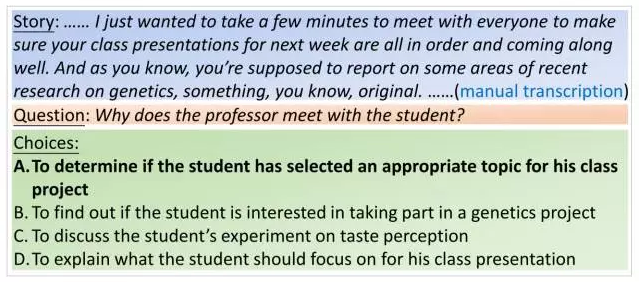 Story: ...... I just wanted to take a few minutes to meet with everyone to make
sure your class presentations for next week are all in order and coming along
well. And as you know, you’re supposed to report on some areas of recent
research on genetics, something, you know, original. ......(manual transcription)
Question: Why does the professor meet with the student?
Choices:
A. To determine if the student has selected an appropriate topic for his class
project
B. To find out if the student is interested in taking part in a genetics project
C. To discuss the student’s experiment on taste perception
D. To explain what the student should focus on for his class presentation